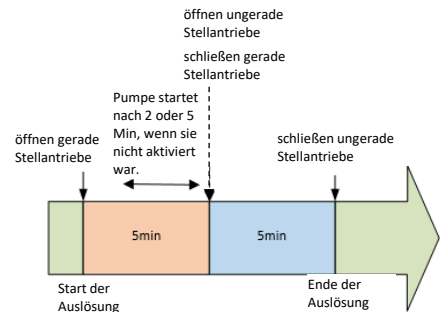 öffnen ungerade
Stellantriebe
schließen gerade
Stellantriebe
Pumpe startet
nach 2 oder 5
Min, wenn sie
nicht aktiviert
war.
öffnen gerade
Stellantriebe
schließen ungerade
Stellantriebe
5min
5min
Start der
Auslösung
Ende der
Auslösung